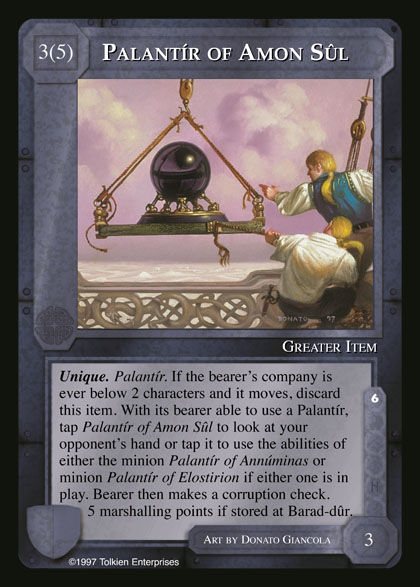 3(5)
Palantír of Amon Sûl
DONATO 97
Greater Item
Unique. Palantír. If the bearer's company is
ever below 2 characters and it moves, discard
this item. With its bearer able to use a Palantír,
tap Palantír of Amon Sûl to look at your
opponent's hand or tap it to use the abilities of
either the minion Palantír of Annúminas or
minion Palantír of Elostirion if either one is in
play. Bearer then makes a corruption check.
5 marshalling points if stored at Barad-dûr.
6
H
Art by Donato Giancola
3
©1997 Tolkien Enterprises